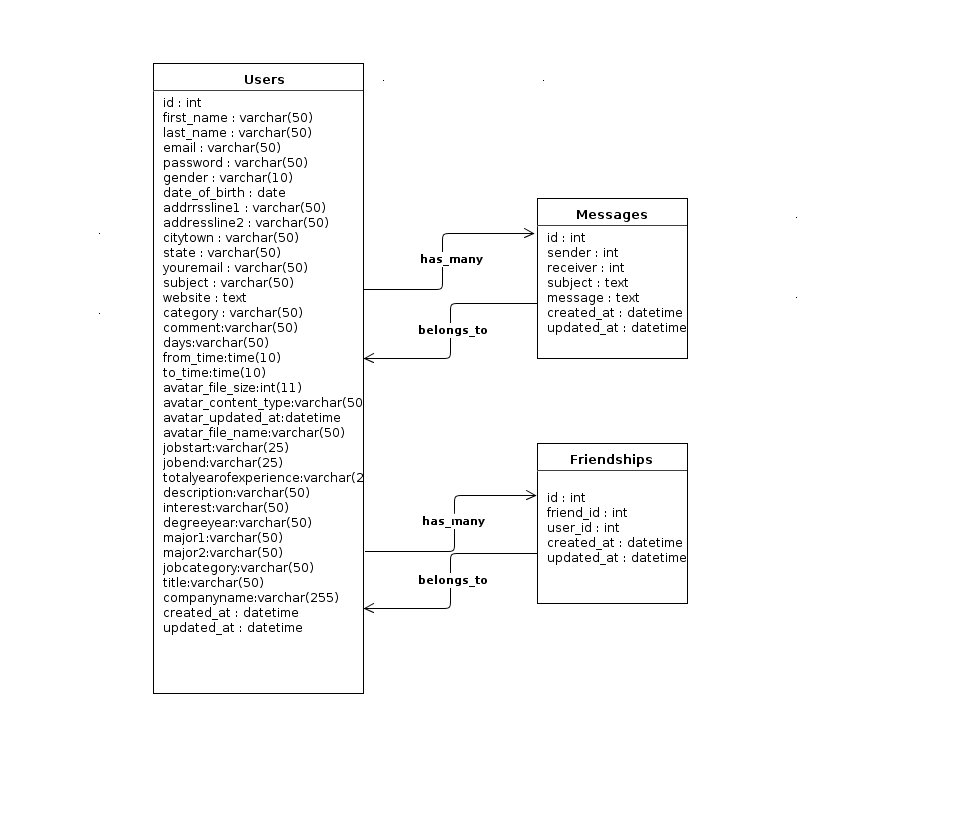 Users
id : int
first_name : varchar(50)
last_name : varchar(50)
email : varchar(50)
password : varchar(50)
gender : varchar(10)
date_of_birth : date
addrrssline1 : varchar(50)
addressline2 : varchar(50)
citytown : varchar(50)
state : varchar(50)
youremail : varchar(50)
subject : varchar(50)
website : text
category : varchar(50)
comment:varchar(50)
days:varchar(50)
from_time:time(10)
to_time:time(10)
avatar_file_size:int(11)
avatar_content_type:varchar(50
avatar_updated_at:datetime
avatar_file_name:varchar(50)
jobstart:varchar(25)
jobend:varchar(25)
totalyearofexperience:varchar(2
description:varchar(50)
interest:varchar(50)
degreeyear:varchar(50)
major1:varchar(50)
major2:varchar(50)
jobcategory:varchar(50)
title:varchar(50)
companyname:varchar(255)
created_at : datetime
updated_at : datetime
has_many
belongs_to
Messages
id : int
sender : int
receiver : int
subject : text
message : text
created_at : datetime
updated_at : datetime
has_many
belongs_to
Friendships
id : int
friend_id : int
user_id : int
created_at : datetime
updated_at : datetime